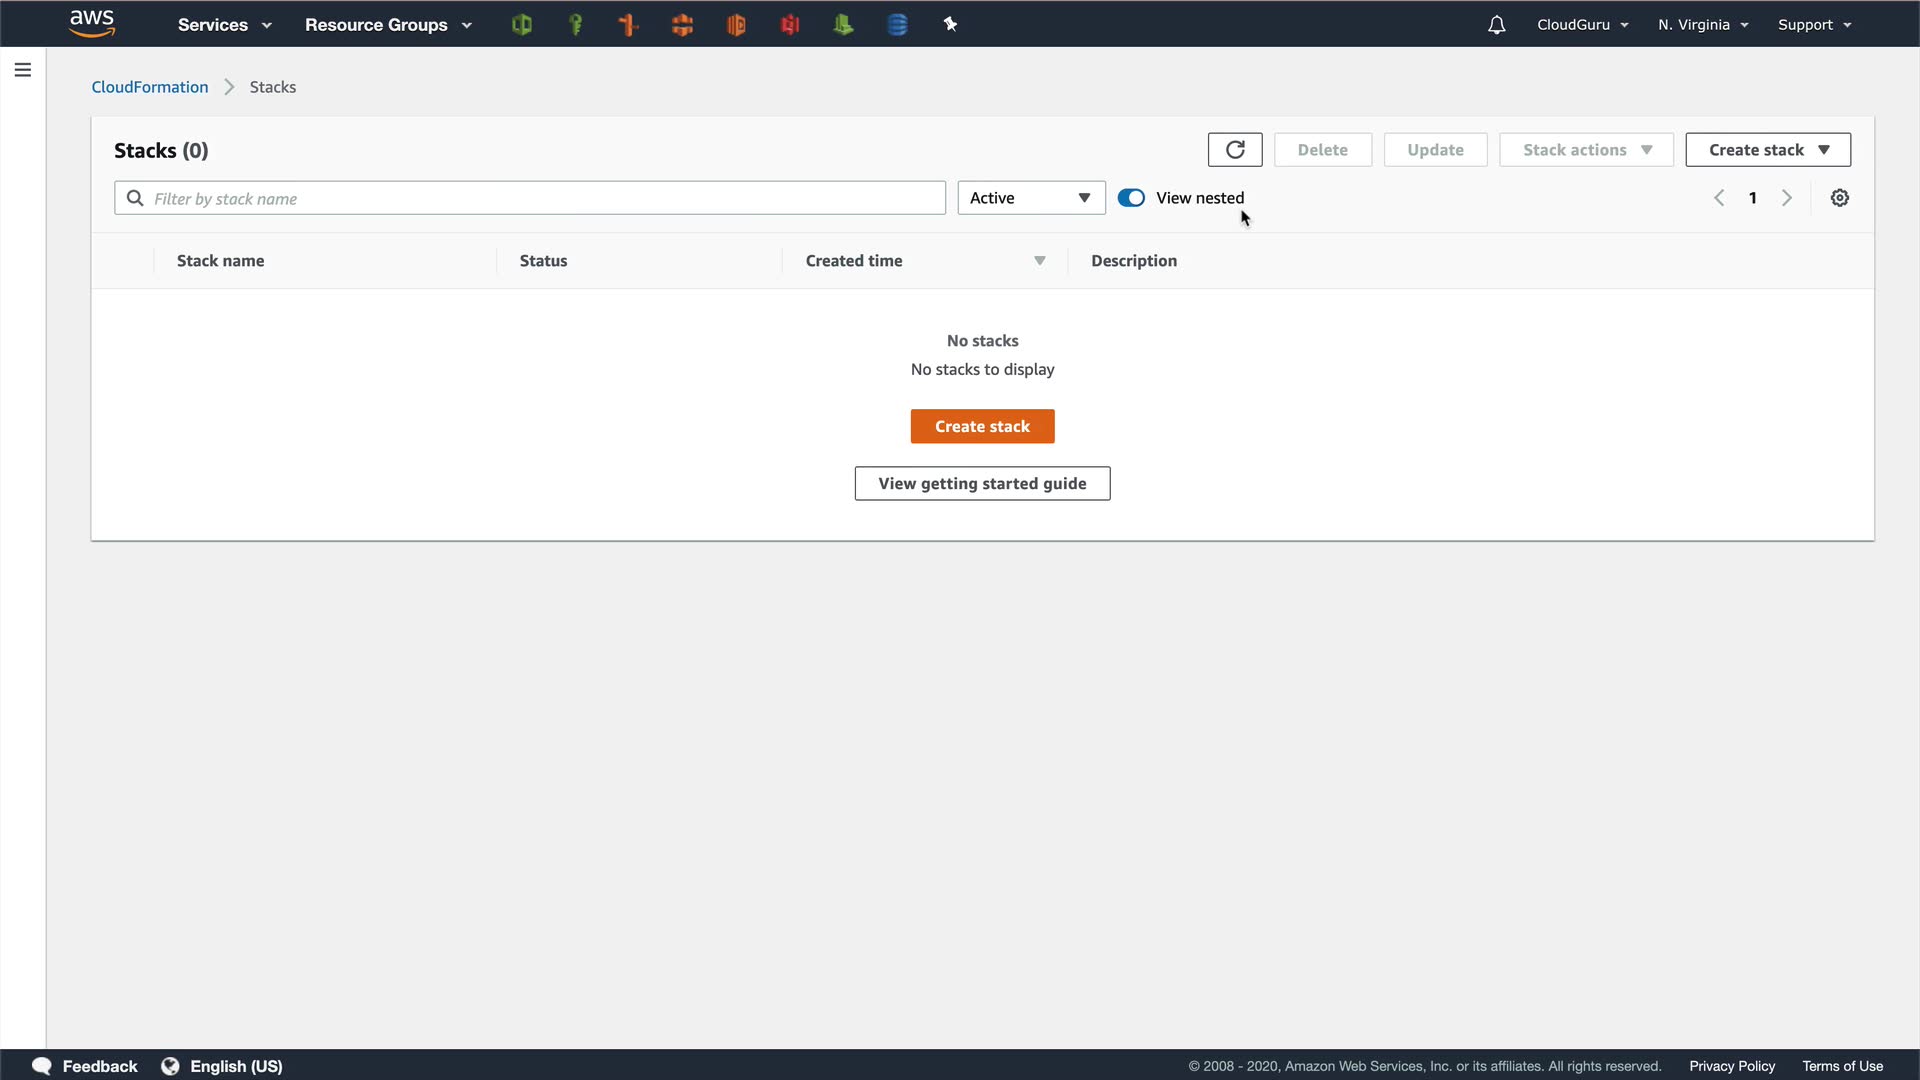 aws Services Resource Groups CloudGuru N. Virginia Support
CloudFormation Stacks
Stacks (0) Delete Update Stack actions Create stack
Filter by stack name Active View nested 1
Stack name Status Created time Description
No stacks
No stacks to display
Create stack
View getting started guide
Feedback English (US) © 2008 - 2020, Amazon Web Services, Inc. or its affiliates. All rights reserved. Privacy Policy Terms of Use